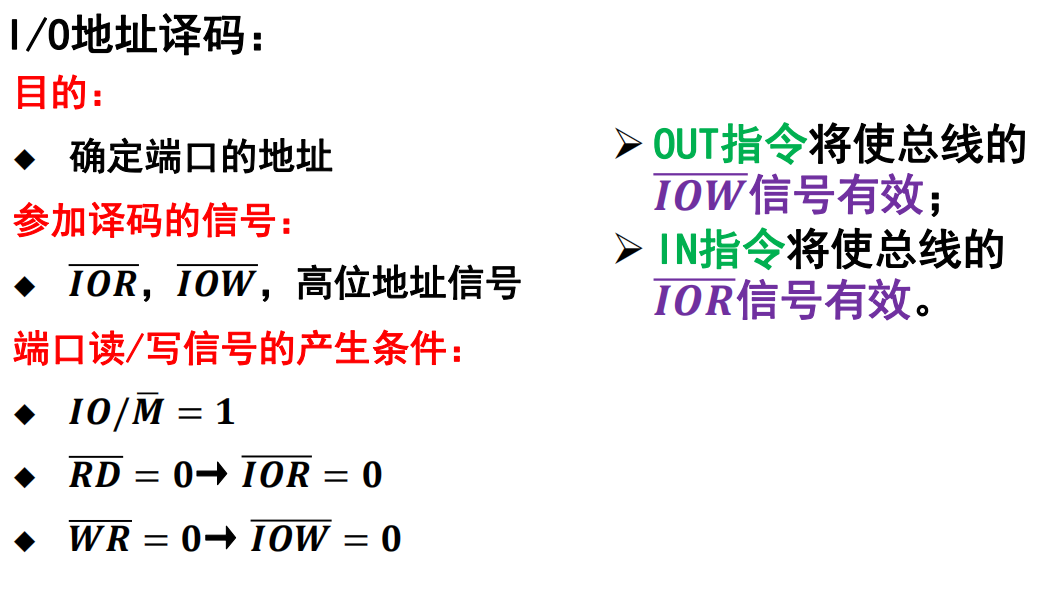 I/O地址译码：
目的：
◆ 确定端口的地址
参加译码的信号：
◆ $\overline{IOR}$，$\overline{IOW}$，高位地址信号
端口读/写信号的产生条件：
◆ $IO/\overline{M} = 1$
◆ $\overline{RD} = 0 → \overline{IOR} = 0$
◆ $\overline{WR} = 0 → \overline{IOW} = 0$
➢ OUT指令将使总线的
$\overline{IOW}$信号有效；
➢ IN指令将使总线的
$\overline{IOR}$信号有效。